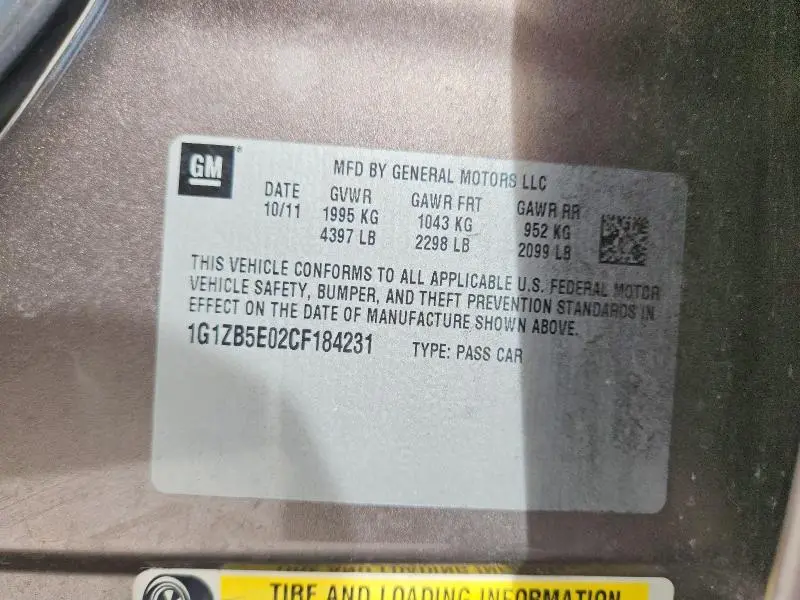 GM
MFD BY GENERAL MOTORS LLC
DATE GVWR GAWR FRT GAWR RR
10/11 1995 KG 1043 KG 952 KG
4397 LB 2298 LB 2099 LB
THIS VEHICLE CONFORMS TO ALL APPLICABLE U.S. FEDERAL MOTOR
VEHICLE SAFETY, BUMPER, AND THEFT PREVENTION STANDARDS IN
EFFECT ON THE DATE OF MANUFACTURE SHOWN ABOVE.
1G1ZB5E02CF184231 TYPE: PASS CAR
TIRE AND LOADING INFORMATION